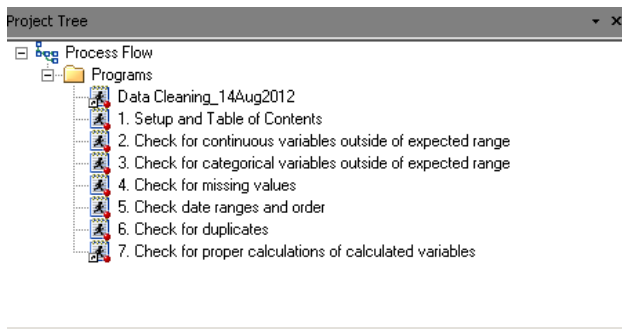 Project Tree
Process Flow
Programs
Data Cleaning_14Aug2012
1. Setup and Table of Contents
2. Check for continuous variables outside of expected range
3. Check for categorical variables outside of expected range
4. Check for missing values
5. Check date ranges and order
6. Check for duplicates
7. Check for proper calculations of calculated variables